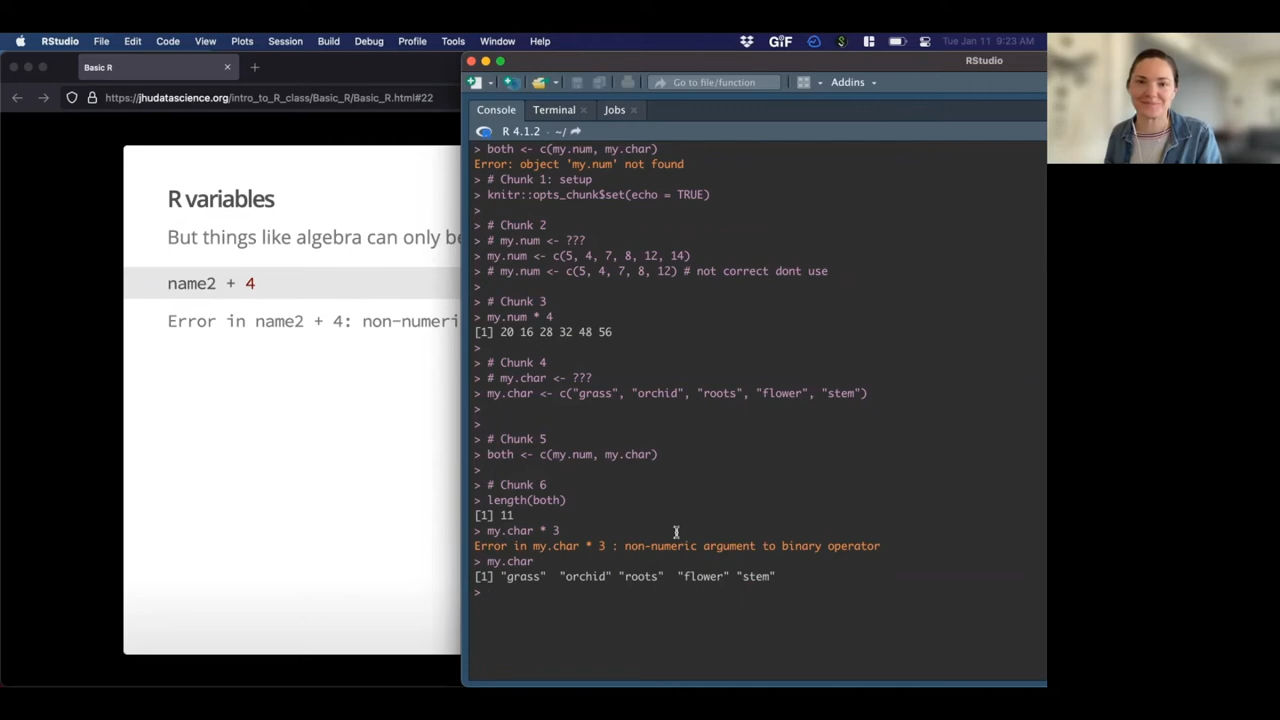 RStudio File Edit Code View Plots Session Build Debug Profile Tools Window Help GiF $ Tue Jan 11 9:23 AM
Basic R
https://jhudatascience.org/intro_to_R_class/Basic_R/Basic_R.html#22
R variables
But things like algebra can only be
name2 + 4
Error in name2 + 4: non-numeri
RStudio
Go to file/function Addins
Console Terminal Jobs
R 4.1.2 · ~/
> both <- c(my.num, my.char)
Error: object 'my.num' not found
> # Chunk 1: setup
> knitr::opts_chunk$set(echo = TRUE)
>
> # Chunk 2
> # my.num <- ???
> my.num <- c(5, 4, 7, 8, 12, 14)
> # my.num <- c(5, 4, 7, 8, 12) # not correct dont use
>
> # Chunk 3
> my.num * 4
[1] 20 16 28 32 48 56
>
> # Chunk 4
> # my.char <- ???
> my.char <- c("grass", "orchid", "roots", "flower", "stem")
>
>
> # Chunk 5
> both <- c(my.num, my.char)
>
> # Chunk 6
> length(both)
[1] 11
> my.char * 3
Error in my.char * 3 : non-numeric argument to binary operator
> my.char
[1] "grass"  "orchid" "roots"  "flower" "stem"
>